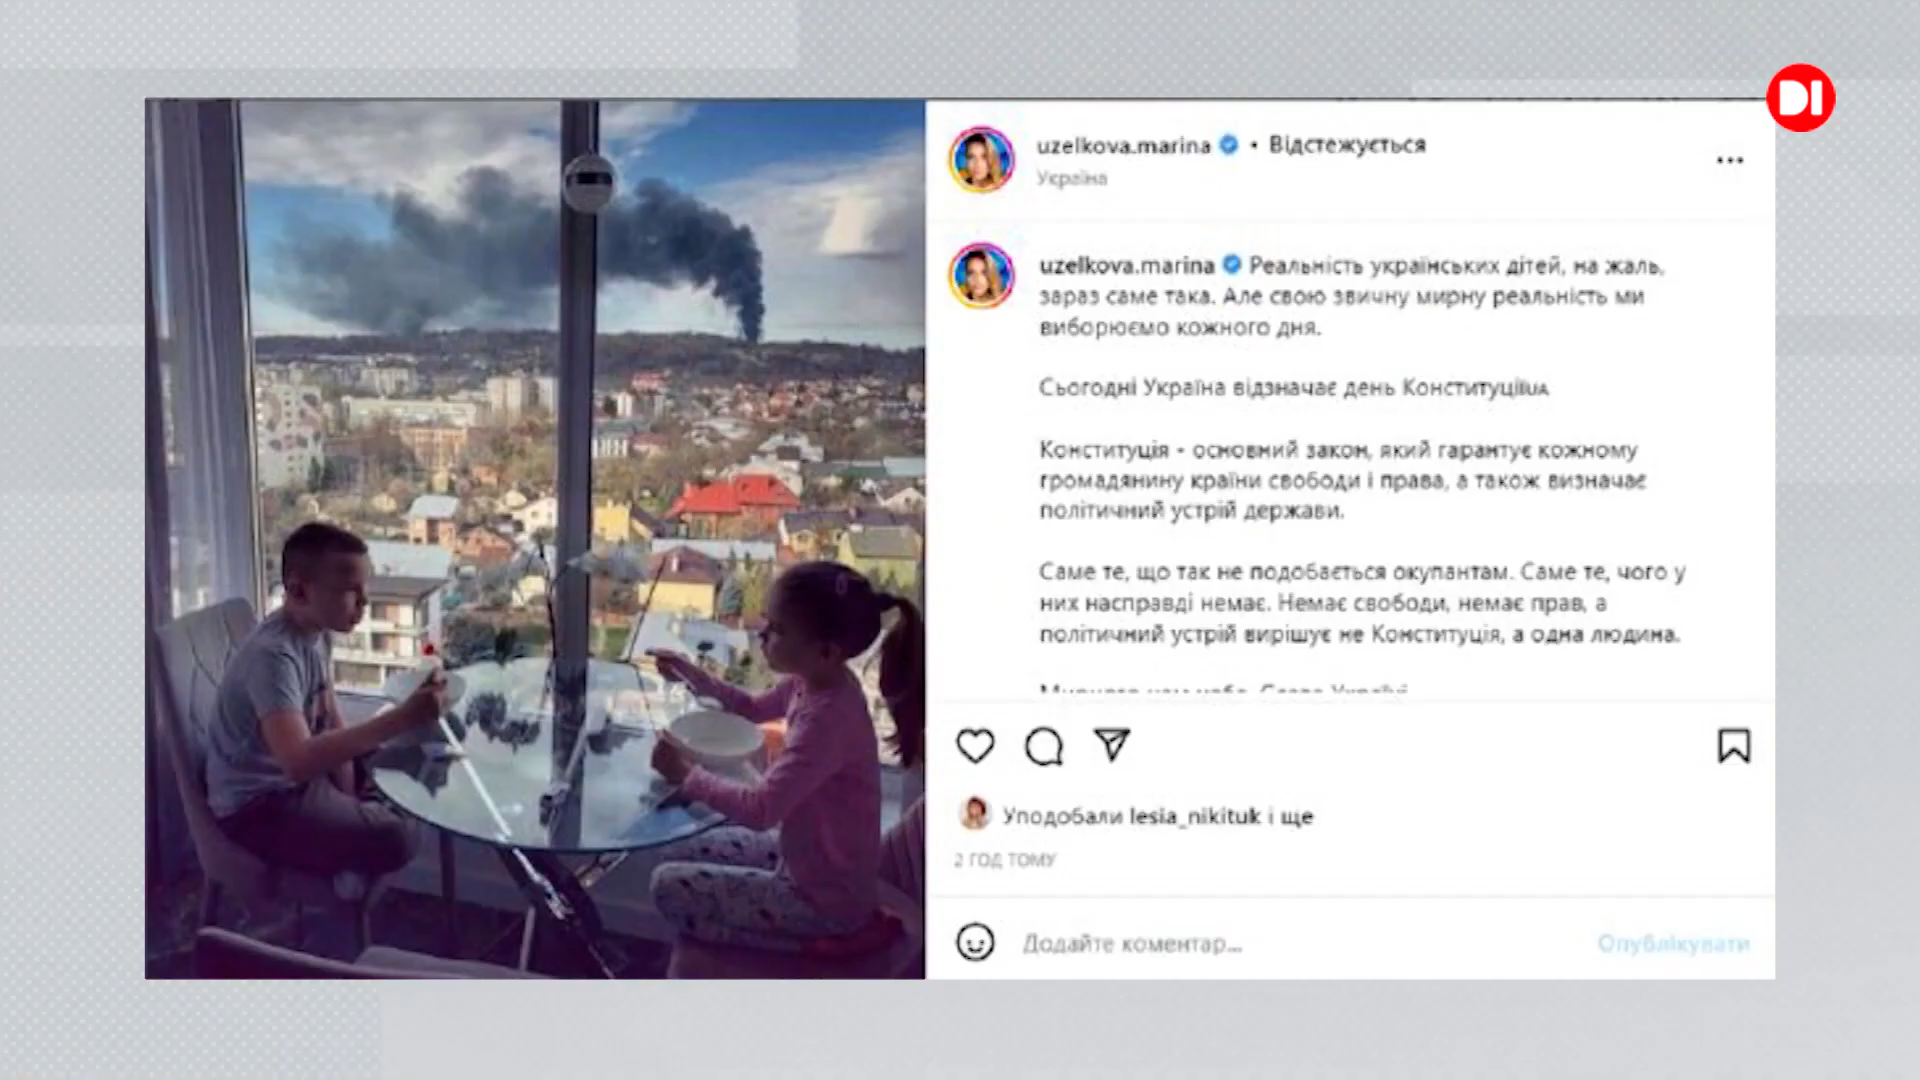 DI
uzelkova.marina • Відстежується
Україна
uzelkova.marina Реальність українських дітей, на жаль,
зараз саме така. Але свою звичну мирну реальність ми
виборюємо кожного дня.
Сьогодні Україна відзначає день КонституціїUA
Конституція - основний закон, який гарантує кожному
громадянину країни свободи і права, а також визначає
політичний устрій держави.
Саме те, що так не подобається окупантам. Саме те, чого у
них насправді немає. Немає свободи, немає прав, а
політичний устрій вирішує не Конституція, а одна людина.
Уподобали lesia_nikituk і ще
2 ГОД ТОМУ
Додайте коментар...
Опублікувати